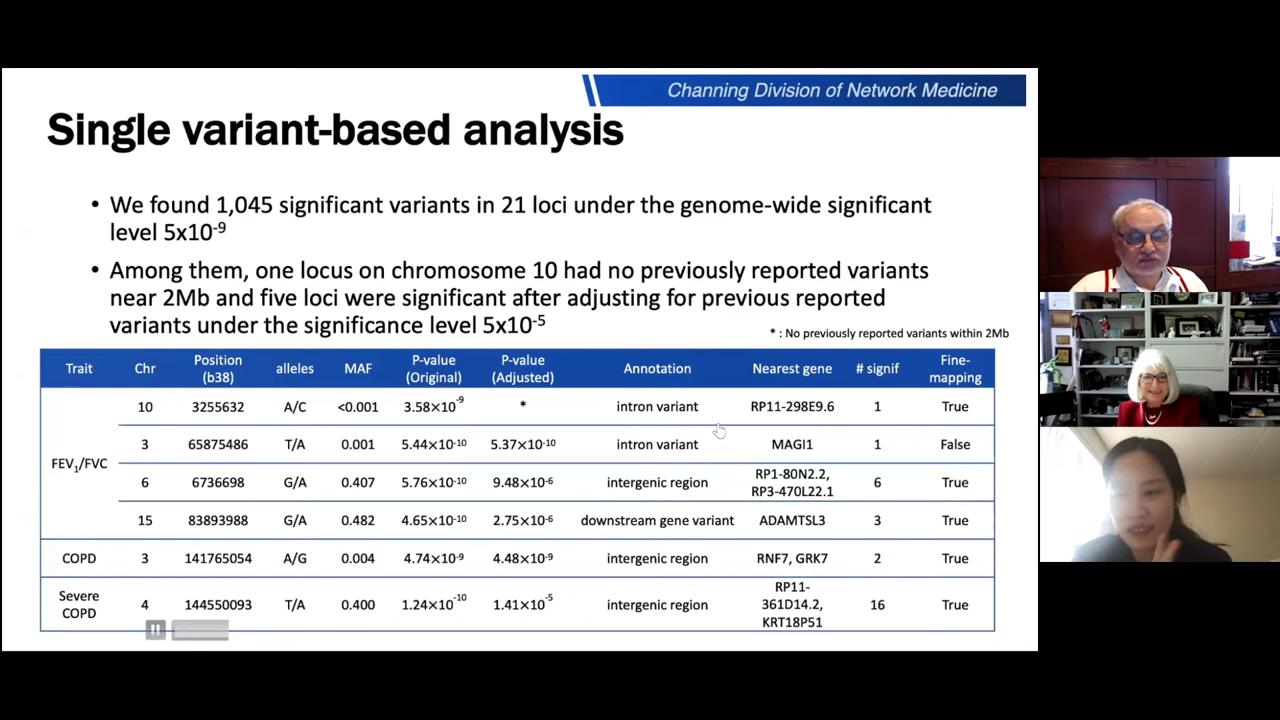 Channing Division of Network Medicine
Single variant-based analysis
• We found 1,045 significant variants in 21 loci under the genome-wide significant
level 5x10⁻⁹
• Among them, one locus on chromosome 10 had no previously reported variants
near 2Mb and five loci were significant after adjusting for previous reported
variants under the significance level 5x10⁻⁵
* : No previously reported variants within 2Mb
Trait Chr Position (b38) alleles MAF P-value (Original) P-value (Adjusted) Annotation Nearest gene # signif Fine-mapping
FEV₁/FVC
10 3255632 A/C <0.001 3.58×10⁻⁹ * intron variant RP11-298E9.6 1 True
3 65875486 T/A 0.001 5.44×10⁻¹⁰ 5.37×10⁻¹⁰ intron variant MAGI1 1 False
6 6736698 G/A 0.407 5.76×10⁻¹⁰ 9.48×10⁻⁶ intergenic region RP1-80N2.2, RP3-470L22.1 6 True
15 83893988 G/A 0.482 4.65×10⁻¹⁰ 2.75×10⁻⁶ downstream gene variant ADAMTSL3 3 True
COPD 3 141765054 A/G 0.004 4.74×10⁻⁹ 4.48×10⁻⁹ intergenic region RNF7, GRK7 2 True
Severe COPD 4 144550093 T/A 0.400 1.24×10⁻¹⁰ 1.41×10⁻⁵ intergenic region RP11-361D14.2, KRT18P51 16 True